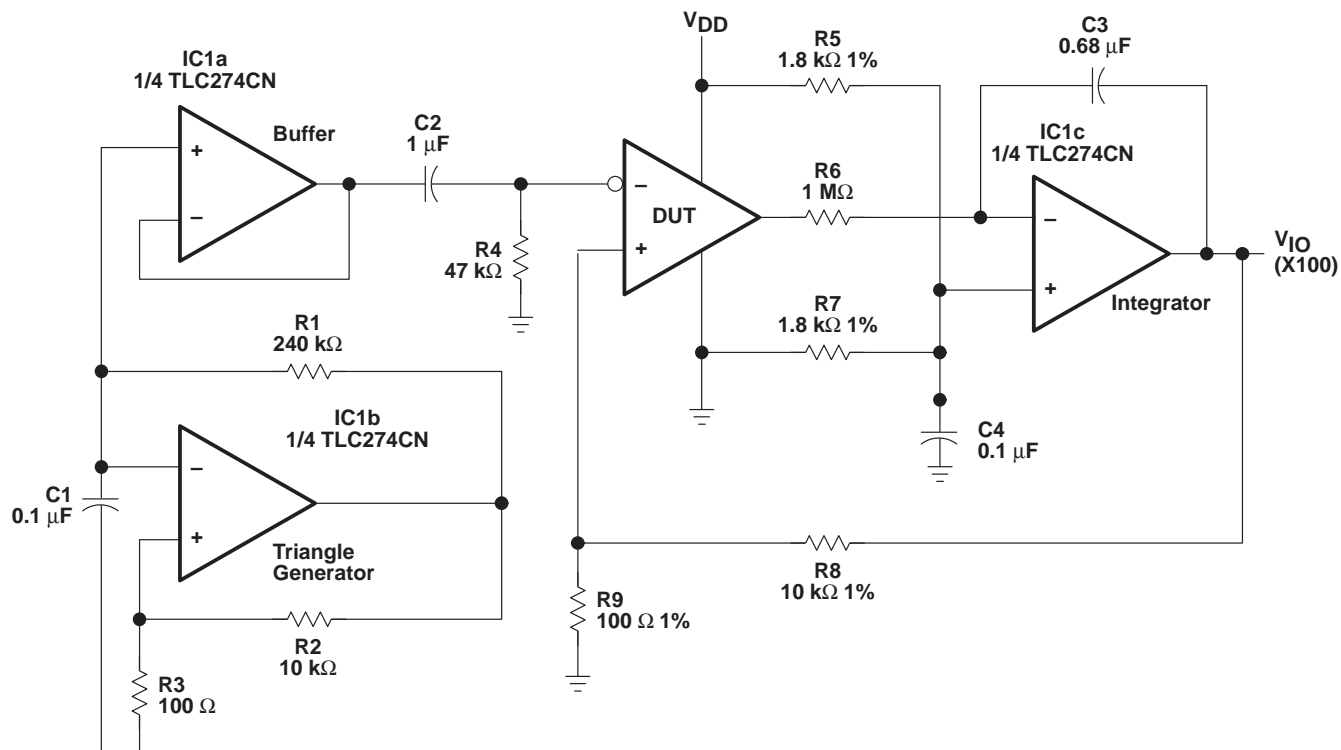 IC1a
1/4 TLC274CN
Buffer
+
−
C2
1 μF
R4
47 kΩ
VDD
DUT
−
+
R5
1.8 kΩ 1%
R6
1 MΩ
R7
1.8 kΩ 1%
C3
0.68 μF
IC1c
1/4 TLC274CN
−
+
Integrator
VIO
(X100)
C4
0.1 μF
R1
240 kΩ
IC1b
1/4 TLC274CN
−
+
Triangle
Generator
C1
0.1 μF
R2
10 kΩ
R3
100 Ω
R8
10 kΩ 1%
R9
100 Ω 1%